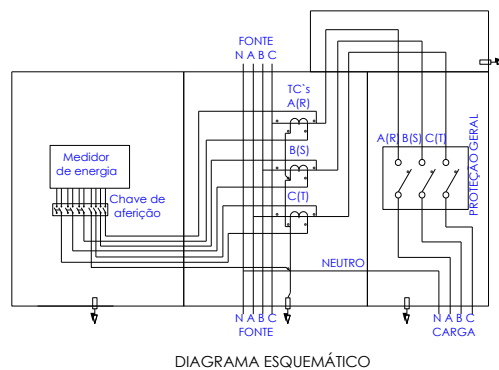 FONTE
N A B C
TC`s
A(R)
B(S)
C(T)
Medidor
de energia
Chave de
aferição
A(R) B(S) C(T)
PROTEÇÃO GERAL
NEUTRO
N A B C
FONTE
N A B C
CARGA
DIAGRAMA ESQUEMÁTICO